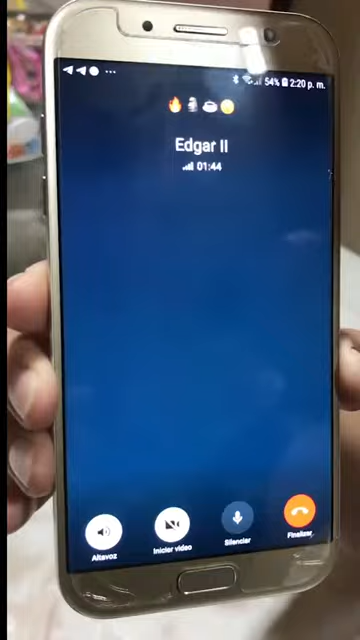 54% 2:20 p. m.
Edgar II
01:44
Altavoz
Iniciar video
Silenciar
Finalizar